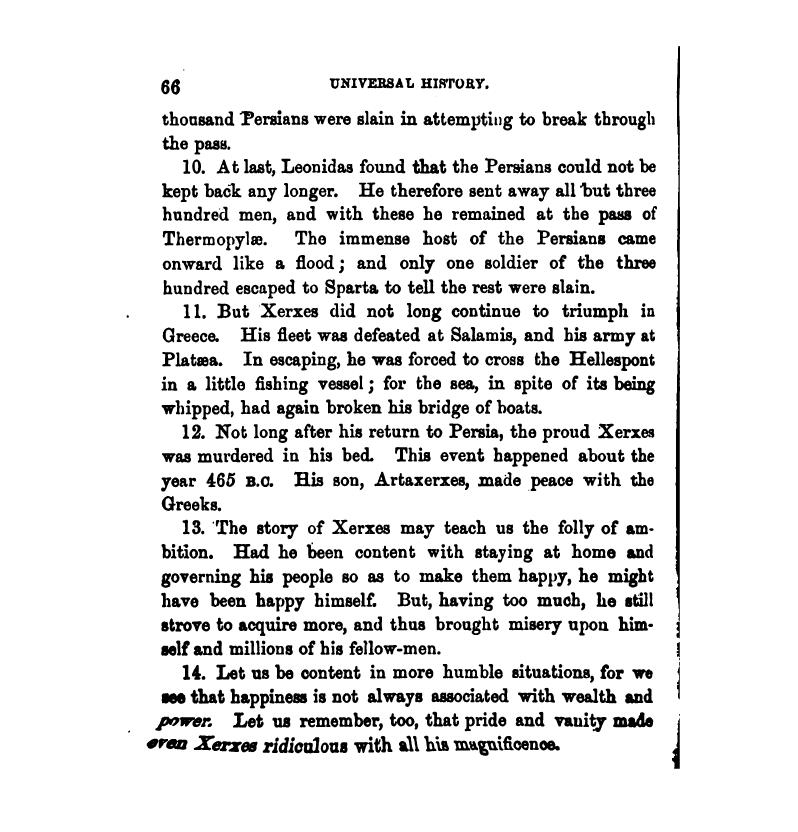 66
UNIVERSAL HISTORY.
thousand Persians were slain in attempting to break through
the pass.
10. At last, Leonidas found that the Persians could not be
kept back any longer. He therefore sent away all but three
hundred men, and with these he remained at the pass of
Thermopylæ. The immense host of the Persians came
onward like a flood; and only one soldier of the three
hundred escaped to Sparta to tell the rest were slain.
11. But Xerxes did not long continue to triumph in
Greece. His fleet was defeated at Salamis, and his army at
Platæa. In escaping, he was forced to cross the Hellespont
in a little fishing vessel; for the sea, in spite of its being
whipped, had again broken his bridge of boats.
12. Not long after his return to Persia, the proud Xerxes
was murdered in his bed. This event happened about the
year 465 B.C. His son, Artaxerxes, made peace with the
Greeks.
13. The story of Xerxes may teach us the folly of am-
bition. Had he been content with staying at home and
governing his people so as to make them happy, he might
have been happy himself. But, having too much, he still
strove to acquire more, and thus brought misery upon him-
self and millions of his fellow-men.
14. Let us be content in more humble situations, for we
see that happiness is not always associated with wealth and
power. Let us remember, too, that pride and vanity made
even Xerxes ridiculous with all his magnificence.